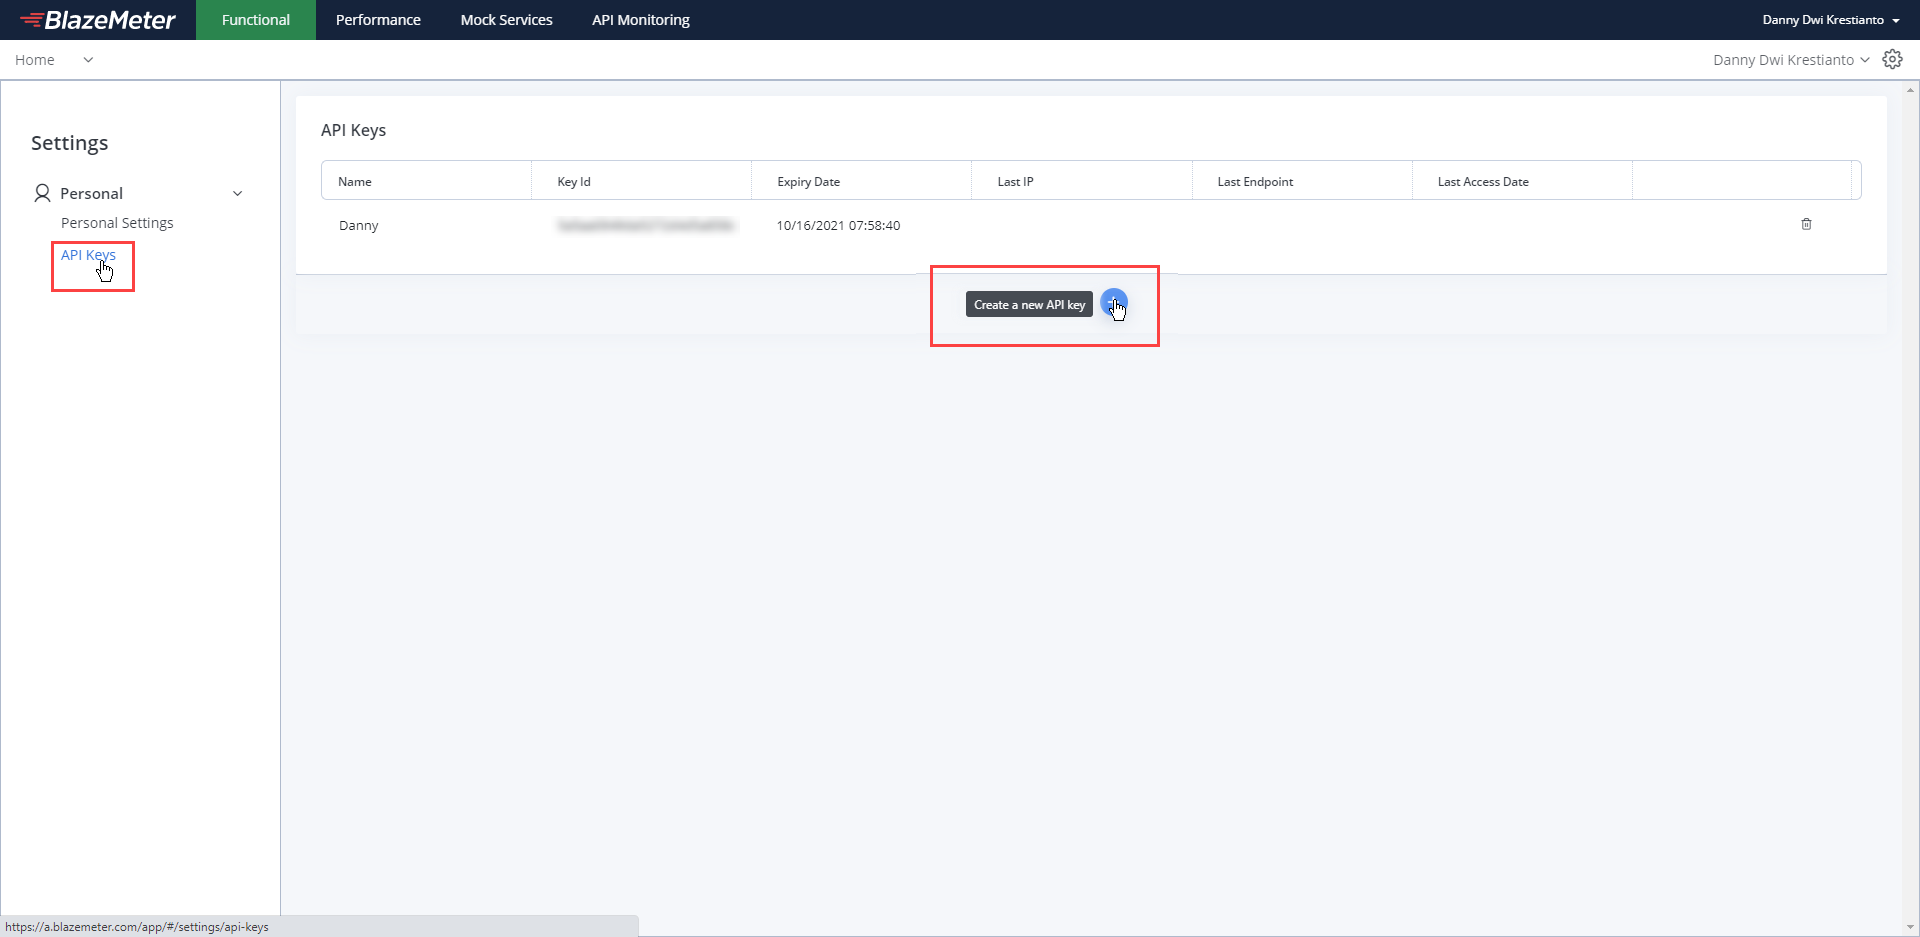 BlazeMeter Functional Performance Mock Services API Monitoring Danny Dwi Krestianto
Home Danny Dwi Krestianto
Settings
Personal
Personal Settings
API Keys
API Keys
Name Key Id Expiry Date Last IP Last Endpoint Last Access Date
Danny 10/16/2021 07:58:40
Create a new API key
https://a.blazemeter.com/app/#/settings/api-keys